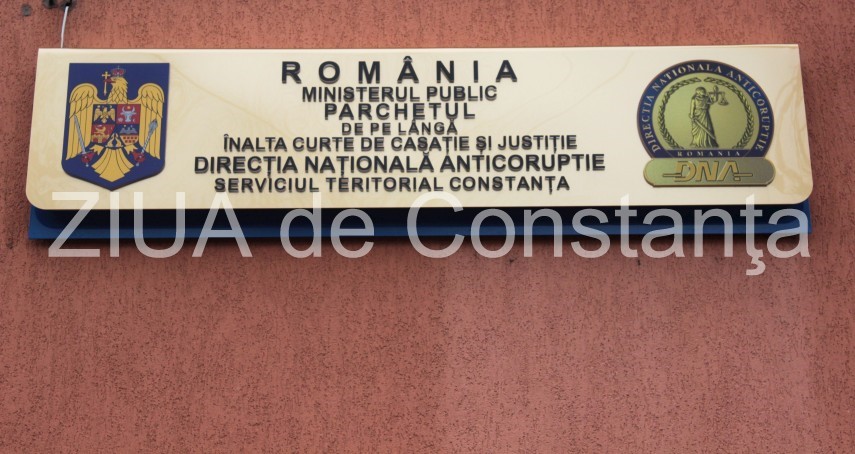 ROMÂNIA
MINISTERUL PUBLIC
PARCHETUL
DE PE LÂNGĂ
ÎNALTA CURTE DE CASAȚIE ȘI JUSTIȚIE
DIRECȚIA NAȚIONALĂ ANTICORUPTIE
SERVICIUL TERITORIAL CONSTANȚA
DIRECTIA NATIONALA ANTICORUPTIE
ROMANIA
DNA
ZIUA de Constanţa